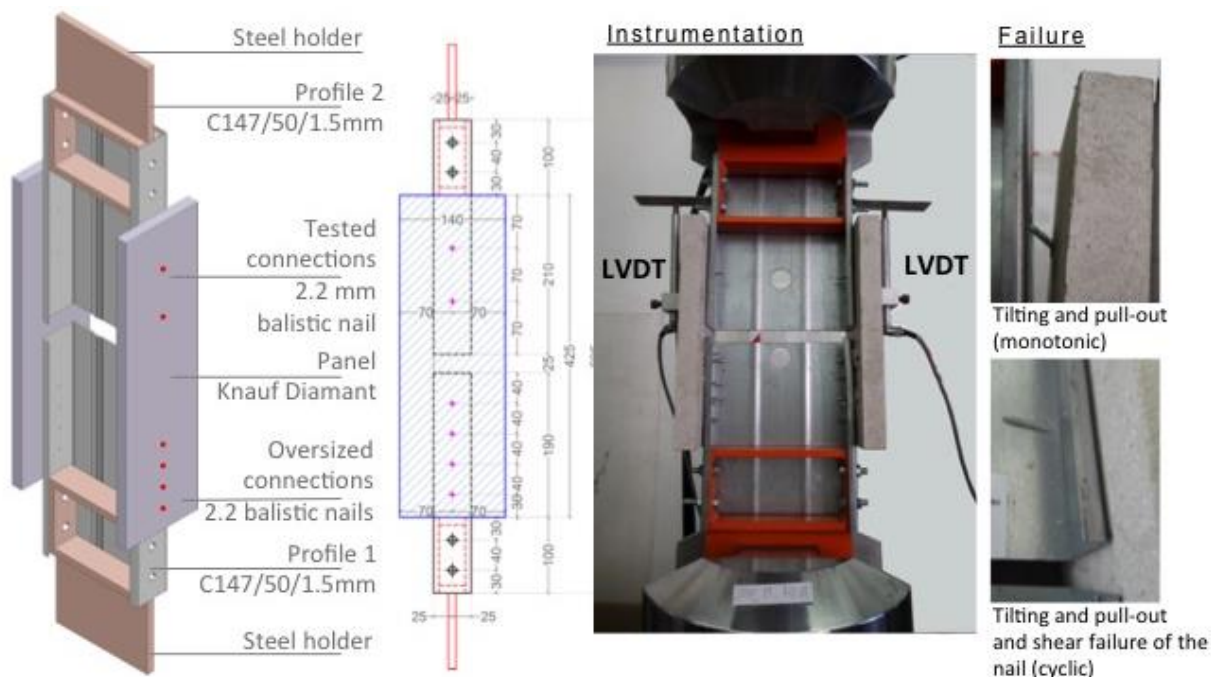 Steel holder
Profile 2
C147/50/1.5mm
Tested
connections
2.2 mm
balistic nail
Panel
Knauf Diamant
Oversized
connections
2.2 balistic nails
Profile 1
C147/50/1.5mm
Steel holder
25 25
30
40
30
100
140
70
70
70
70
70
210
25
425
40
40
40
40
30
190
70
70
30
40
30
100
25
25
Instrumentation
LVDT
LVDT
Failure
Tilting and pull-out
(monotonic)
Tilting and pull-out
and shear failure of the
nail (cyclic)